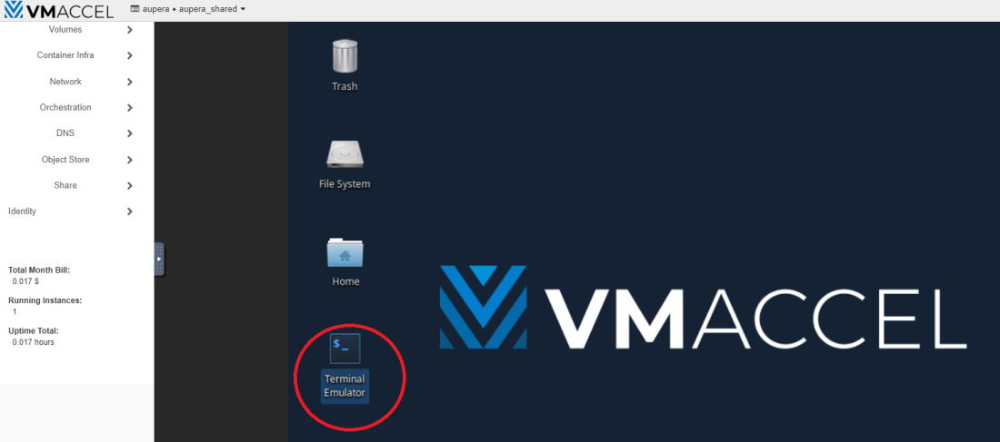 VMACCEL
aupera • aupera_shared
Volumes
Container Infra
Network
Orchestration
DNS
Object Store
Share
Identity
Total Month Bill:
0.017 $
Running Instances:
1
Uptime Total:
0.017 hours
Trash
File System
Home
$_
Terminal
Emulator
VMACCEL